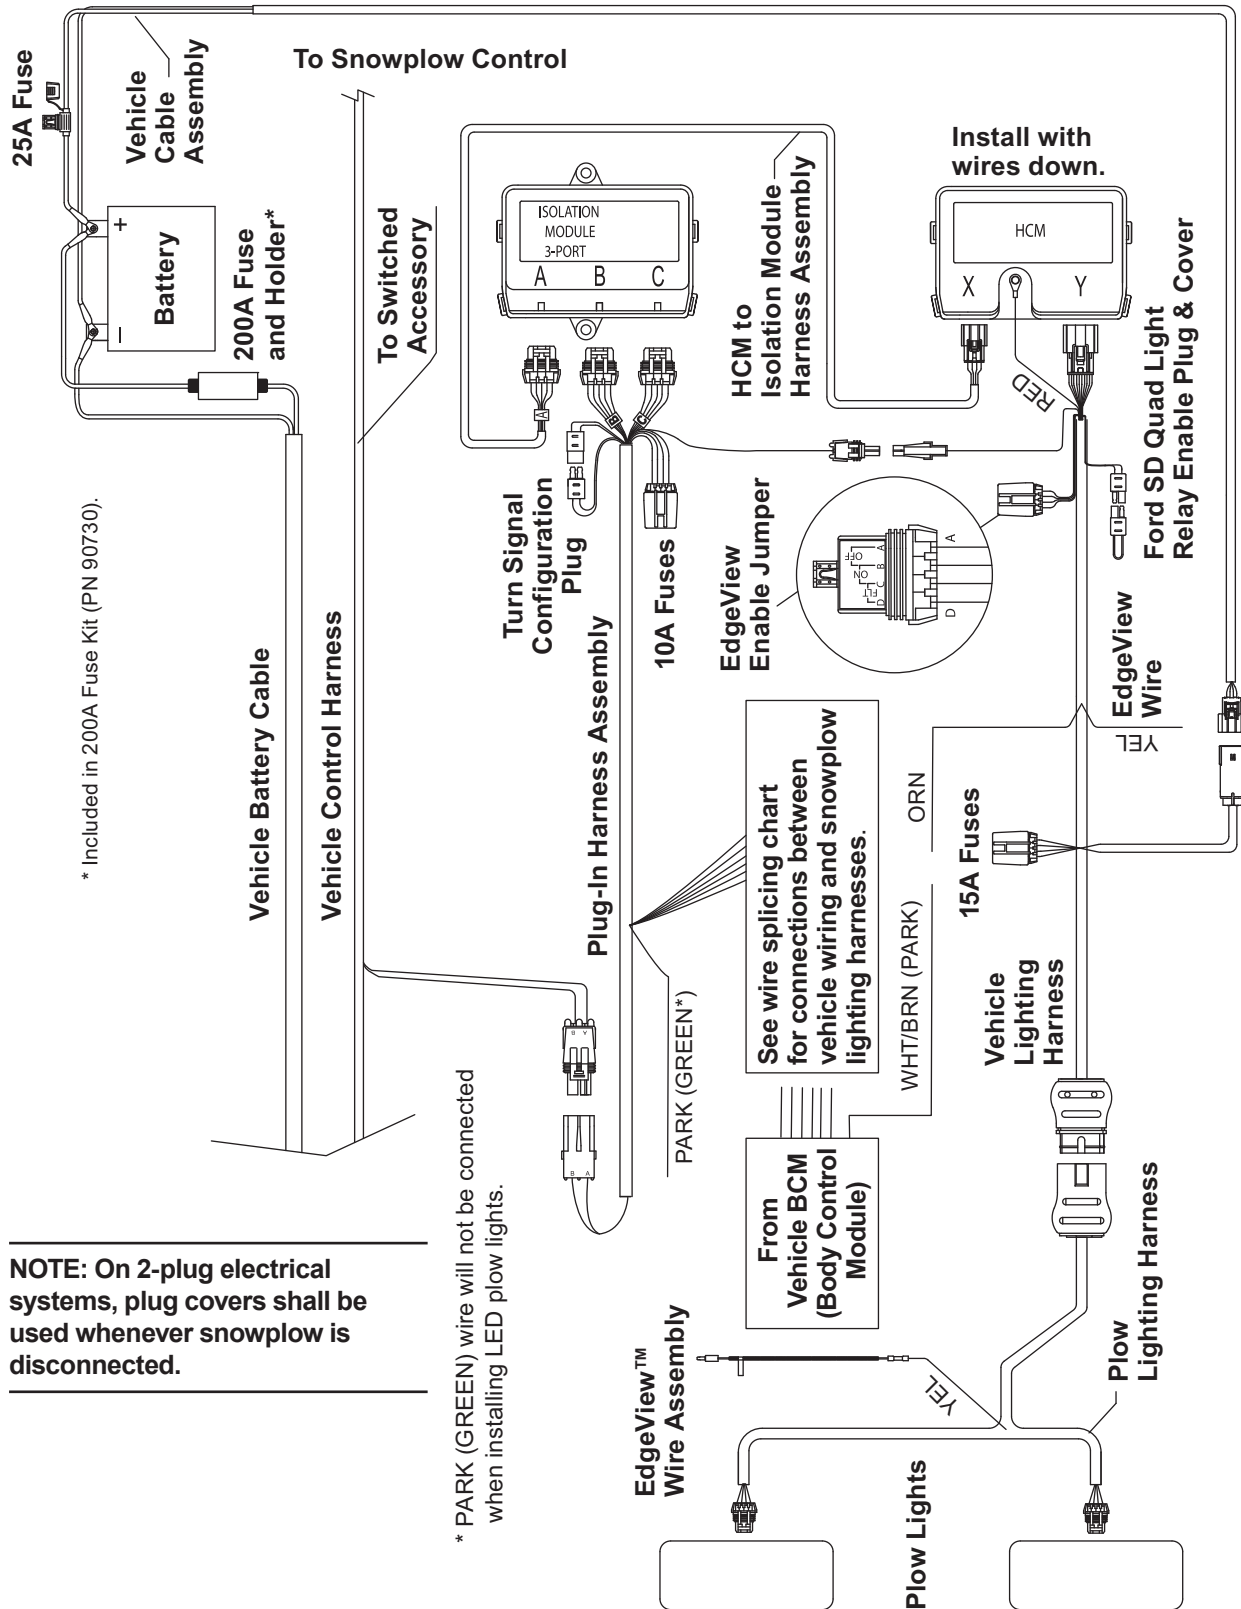 25A Fuse
Vehicle
Cable
Assembly
To Snowplow Control
+
Battery
–
200A Fuse
and Holder*
To Switched
Accessory
* Included in 200A Fuse Kit (PN 90730).
Vehicle Battery Cable
Vehicle Control Harness
ISOLATION
MODULE
3-PORT
A B C
A
B
C
HCM to
Isolation Module
Harness Assembly
Install with
wires down.
HCM
X Y
RED
Ford SD Quad Light
Relay Enable Plug & Cover
Turn Signal
Configuration
Plug
10A Fuses
Plug-In Harness Assembly
EdgeView
Enable Jumper
OFF
ON
FLT
A
B
C
D
A
D
EdgeView
Wire
YEL
ORN
WHT/BRN (PARK)
15A Fuses
See wire splicing chart
for connections between
vehicle wiring and snowplow
lighting harnesses.
PARK (GREEN*)
B A
B A
From
Vehicle BCM
(Body Control
Module)
Vehicle
Lighting
Harness
* PARK (GREEN) wire will not be connected
when installing LED plow lights.
NOTE: On 2-plug electrical
systems, plug covers shall be
used whenever snowplow is
disconnected.
EdgeView™
Wire Assembly
YEL
Plow
Lighting Harness
Plow Lights